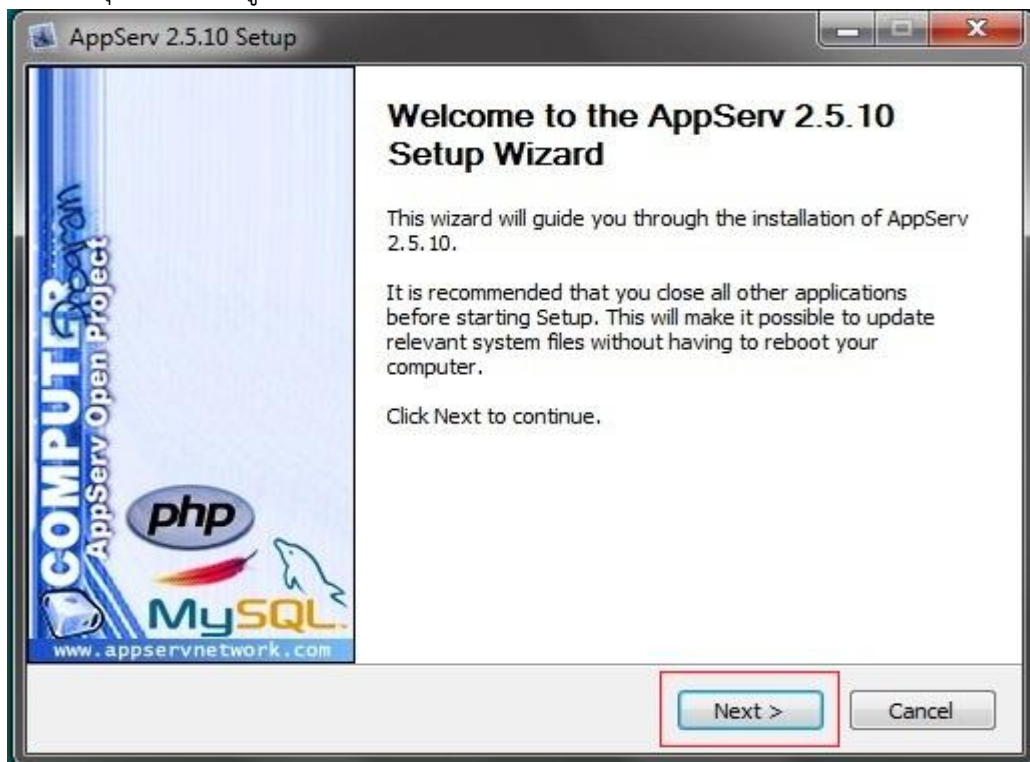 AppServ 2.5.10 Setup
Welcome to the AppServ 2.5.10
Setup Wizard
This wizard will guide you through the installation of AppServ
2.5.10.
It is recommended that you close all other applications
before starting Setup. This will make it possible to update
relevant system files without having to reboot your
computer.
Click Next to continue.
COMPUTER
Program
AppServ Open Project
php
MySQL
www.appservnetwork.com
Next >
Cancel